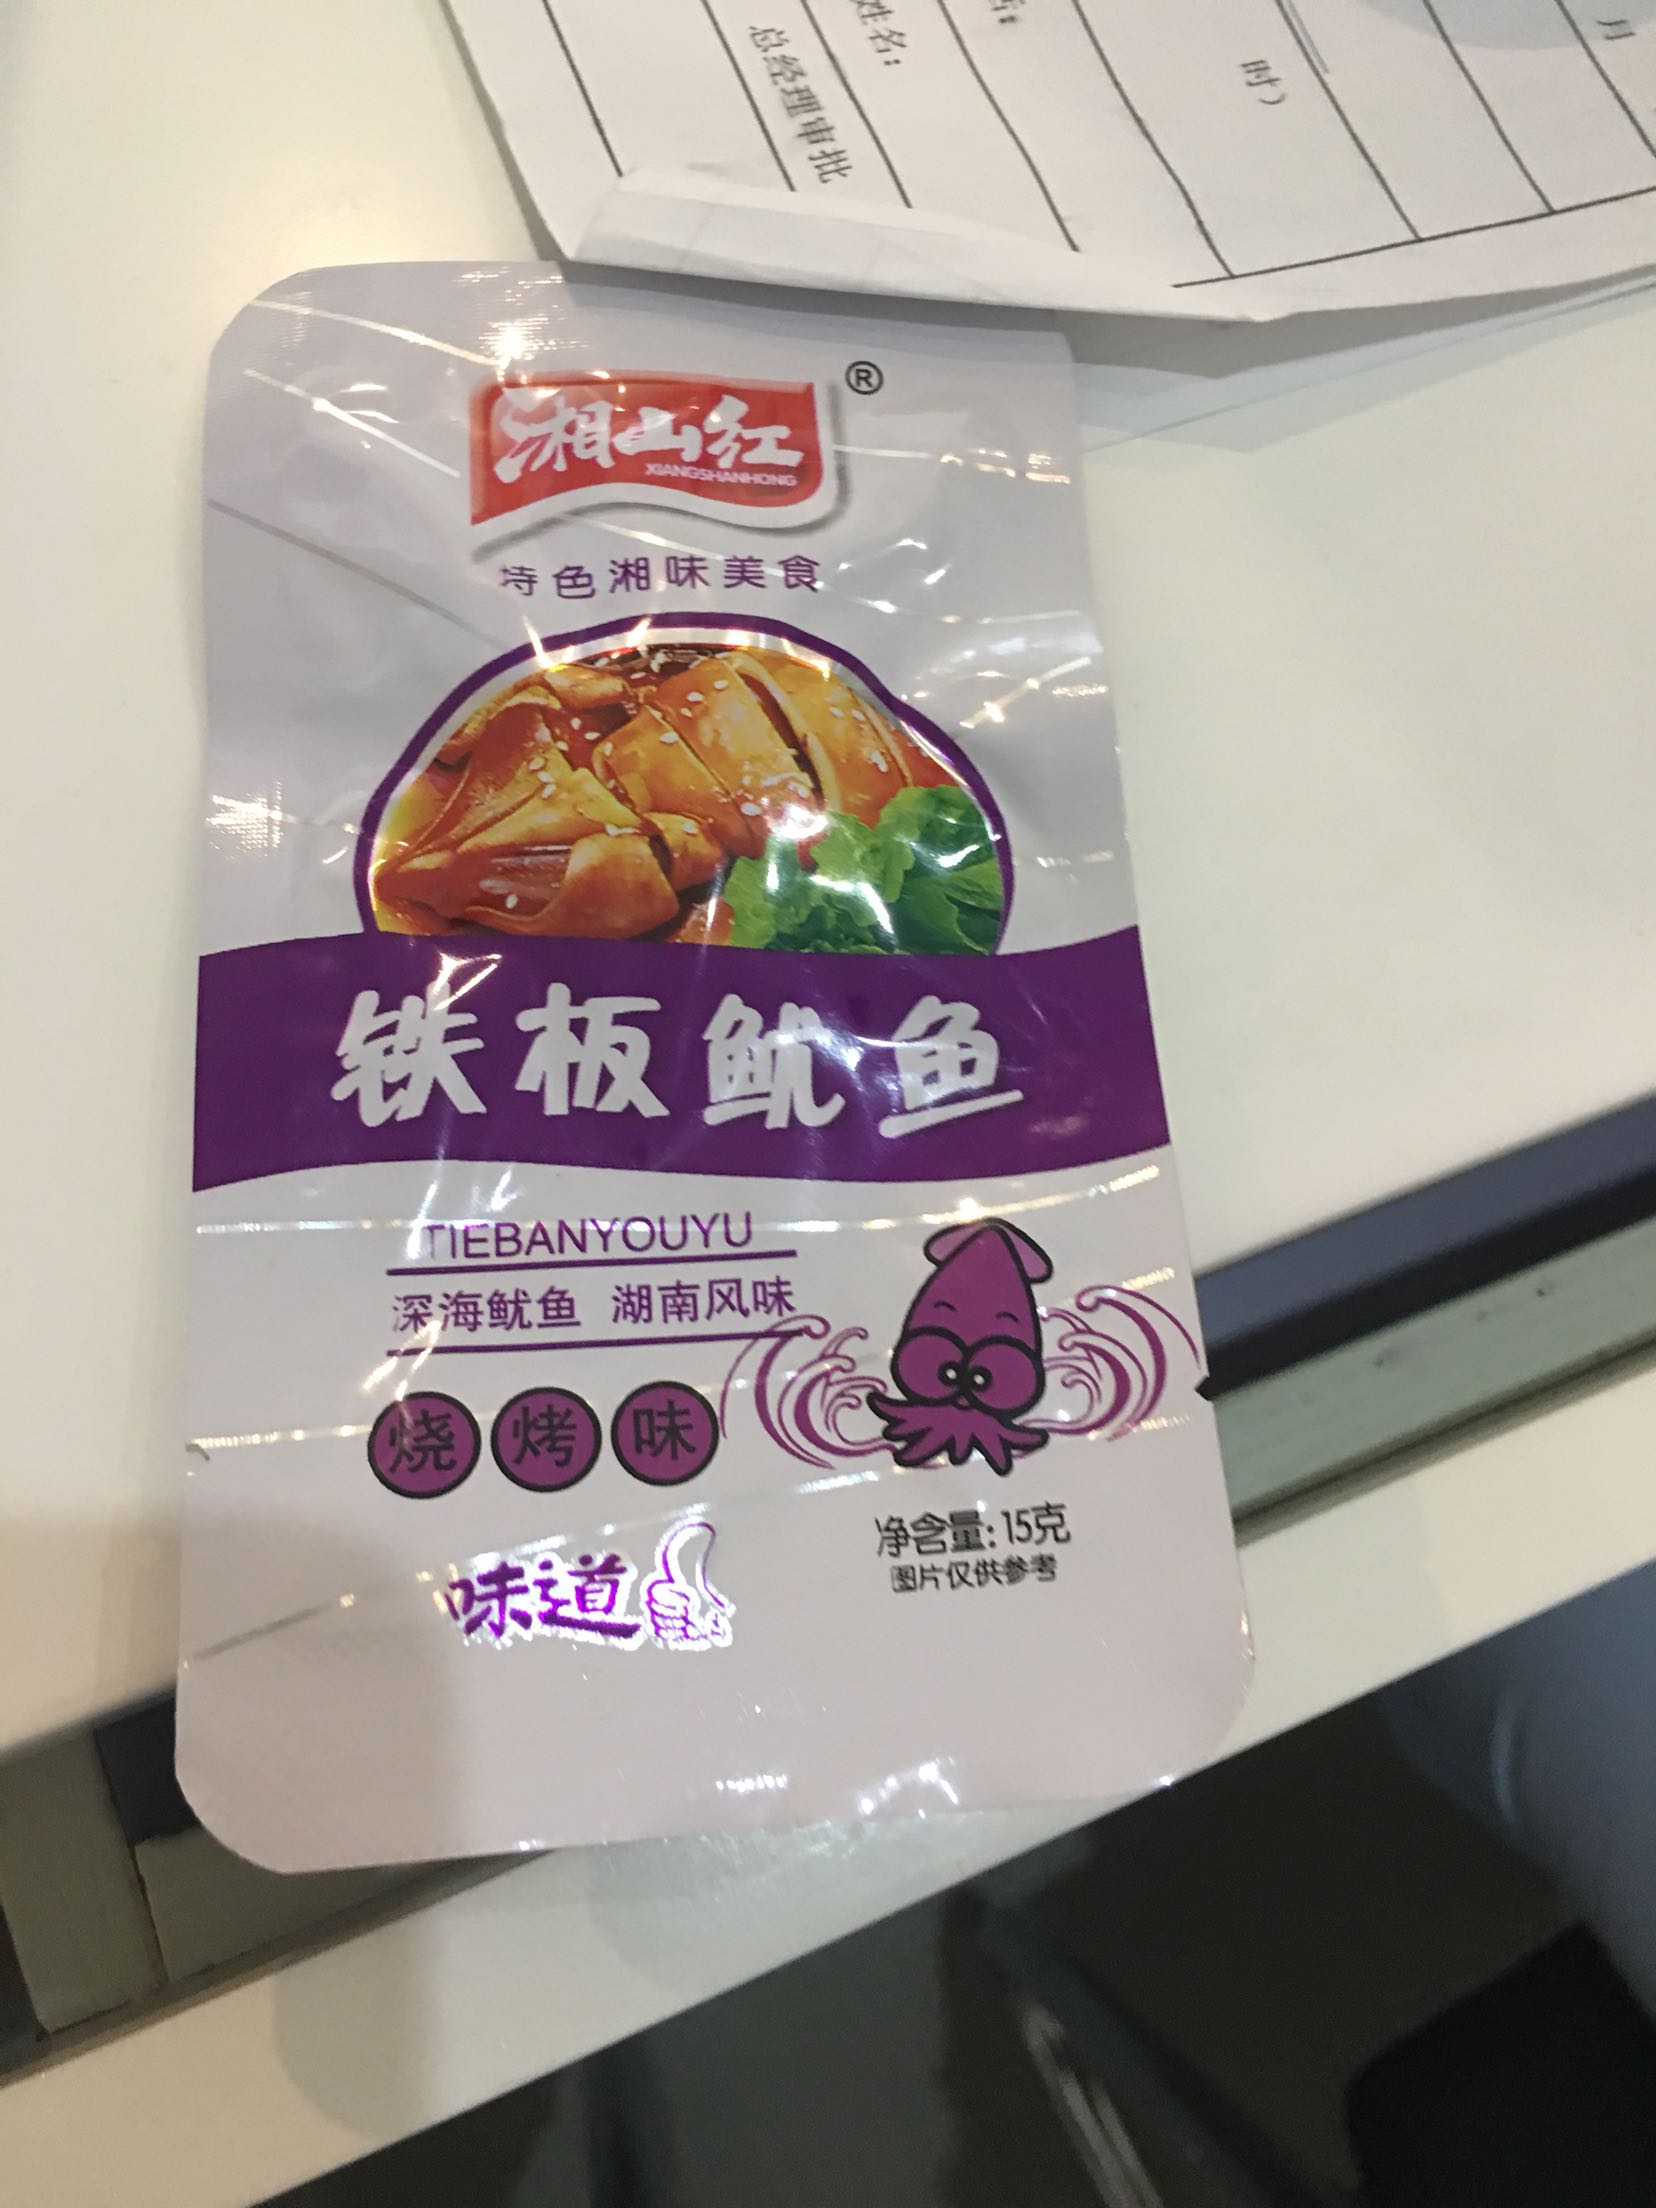 月
时）
姓名：
总经理审批
湘山红
®
XIANGSHANHONG
特色湘味美食
铁板鱿鱼
TIEBANYOUYU
深海鱿鱼 湖南风味
烧烤味
味道
净含量:15克
图片仅供参考